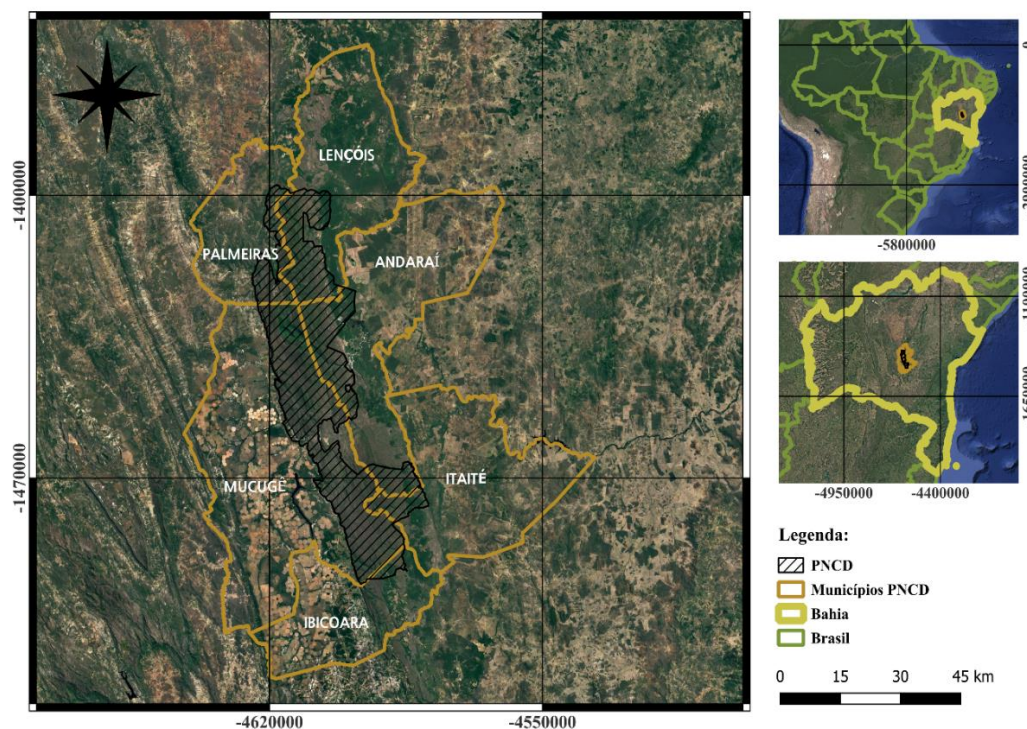 LENÇÓIS
PALMEIRAS
ANDARAÍ
MUCUGÊ
ITAITÉ
IBICOARA
-1400000
-1470000
-4620000
-4550000
0
-5800000
-4950000
-4400000
Legenda:
PNCD
Municípios PNCD
Bahia
Brasil
0 15 30 45 km